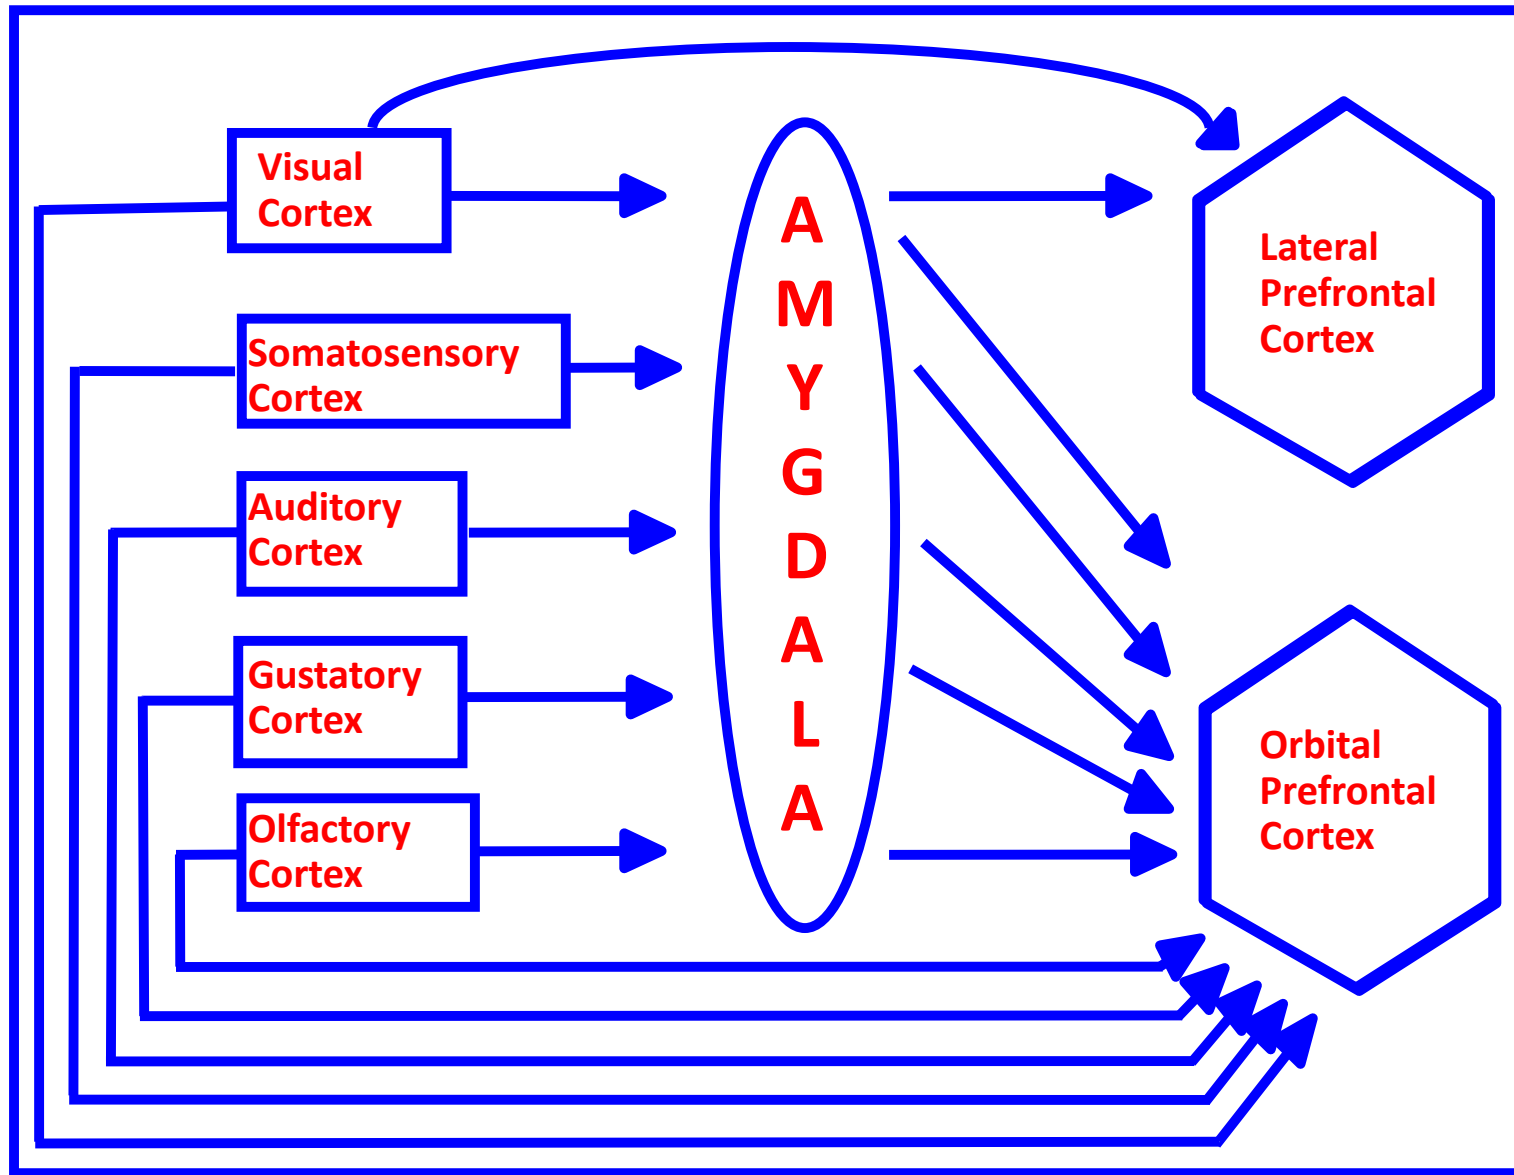 Visual
Cortex
Somatosensory
Cortex
Auditory
Cortex
Gustatory
Cortex
Olfactory
Cortex
A
M
Y
G
D
A
L
A
Lateral
Prefrontal
Cortex
Orbital
Prefrontal
Cortex